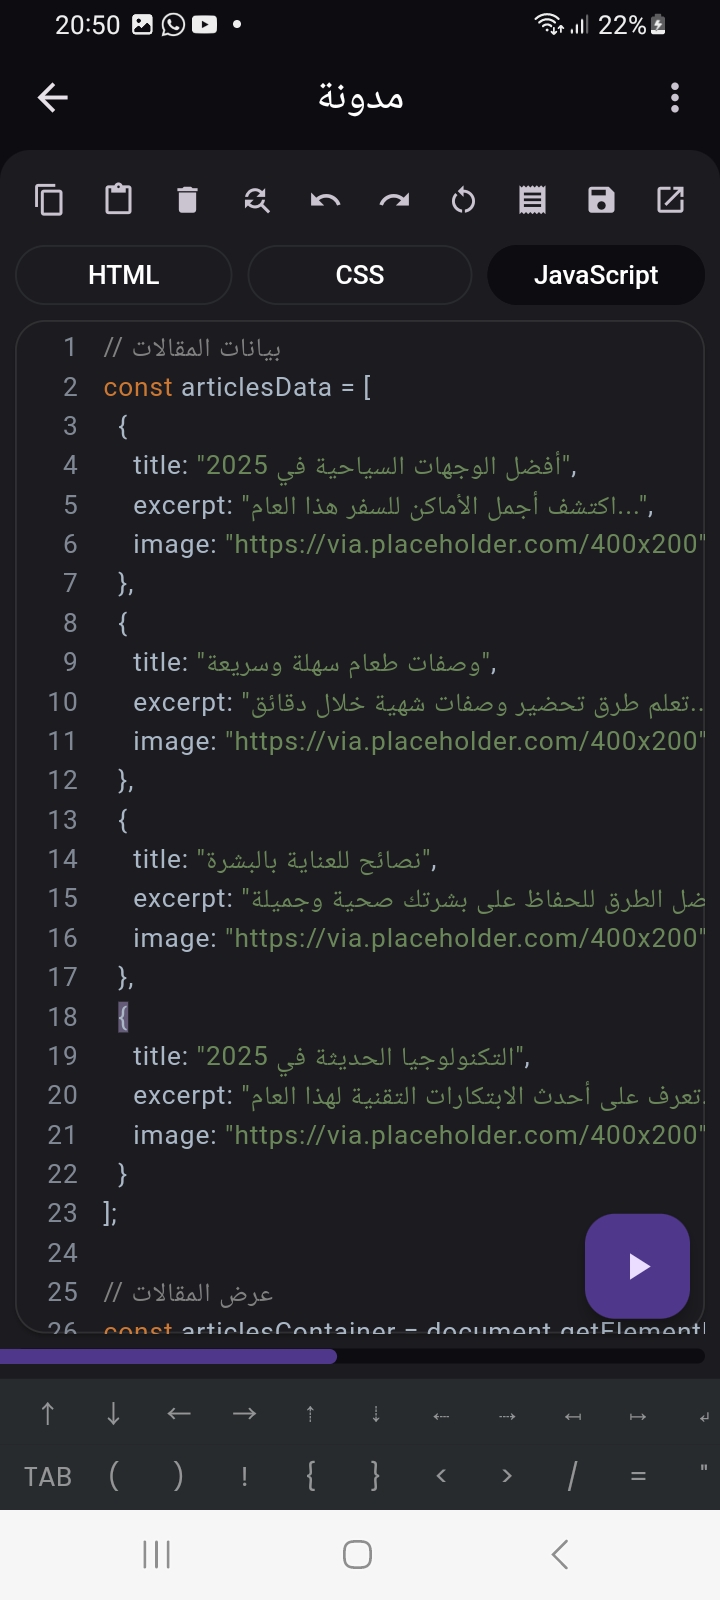 20:50 22%
مدونة
HTML CSS JavaScript
1 // بيانات المقالات
2 const articlesData = [
3 {
4 title: "أفضل الوجهات السياحية في 2025",
5 excerpt: "اكتشف أجمل الأماكن للسفر هذا العام...",
6 image: "https://via.placeholder.com/400x200"
7 },
8 {
9 title: "وصفات طعام سهلة وسريعة",
10 excerpt: "تعلم طرق تحضير وصفات شهية خلال دقائق..
11 image: "https://via.placeholder.com/400x200"
12 },
13 {
14 title: "نصائح للعناية بالبشرة",
15 excerpt: "الطرق للحفاظ على بشرتك صحية وجميلة
16 image: "https://via.placeholder.com/400x200"
17 },
18 {
19 title: "التكنولوجيا الحديثة في 2025",
20 excerpt: "تعرف على أحدث الابتكارات التقنية لهذا العام.
21 image: "https://via.placeholder.com/400x200"
22 }
23 ];
24
25 // عرض المقالات
26 const articlesContainer = document.getElement
↑ ↓ ← → ⇡ ⇣ ⇠ ⇢ ↤ ↦ ↲
TAB ( ) ! { } < > / = "